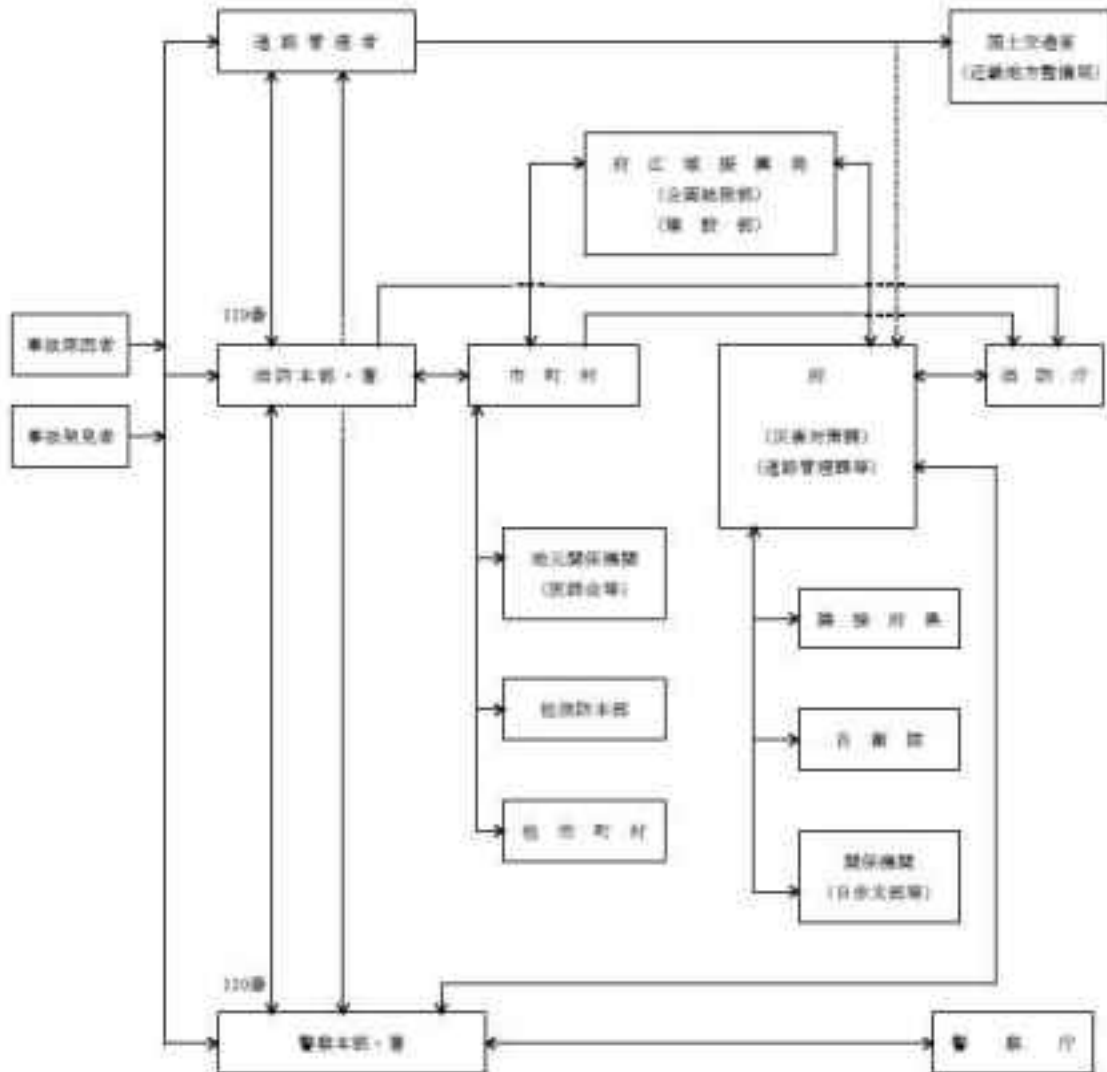 道路管理者
国土交通省
(近畿地方整備局)
府広域振興局
(企画総務部)
(建設部)
119番
事故原因者
消防本部・署
市町村
府
消防庁
事故発見者
(災害対策課)
(道路管理課等)
地元関係機関
(医師会等)
隣接府県
他消防本部
自衛隊
他市町村
関係機関
(日赤支部等)
110番
警察本部・署
警察庁